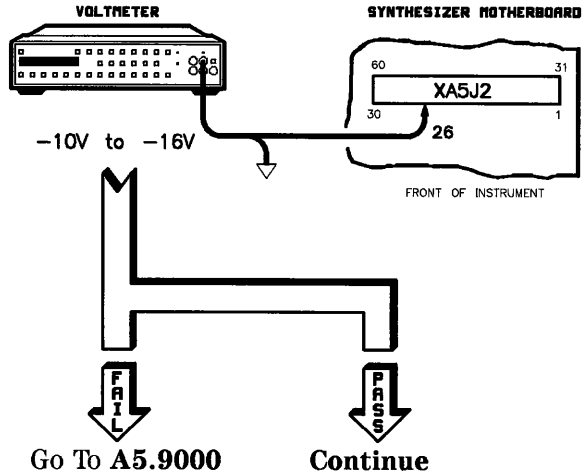 VOLTMETER
SYNTHESIZER MOTHERBOARD
60
31
XA5J2
30
1
26
-10V to -16V
FRONT OF INSTRUMENT
FAIL
PASS
Go To A5.9000
Continue